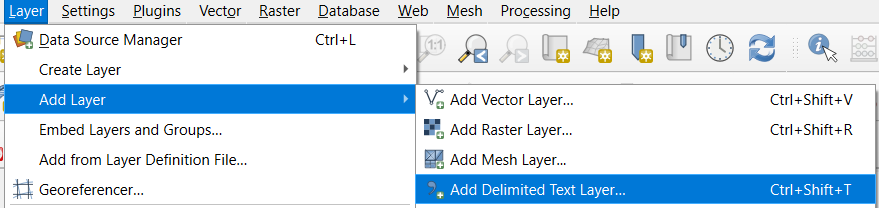 Layer Settings Plugins Vector Raster Database Web Mesh Processing Help
Data Source Manager Ctrl+L
Create Layer
Add Layer
Embed Layers and Groups...
Add from Layer Definition File...
Georeferencer...
1:1
Add Vector Layer... Ctrl+Shift+V
Add Raster Layer... Ctrl+Shift+R
Add Mesh Layer...
Add Delimited Text Layer... Ctrl+Shift+T